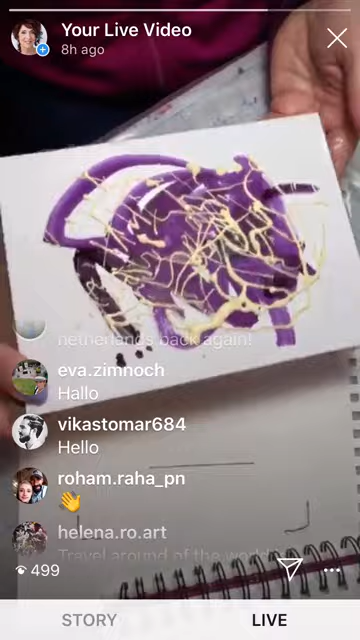 Your Live Video
8h ago
netherlands back again!
eva.zimnoch
Hallo
vikastomar684
Hello
roham.raha_pn
👋
helena.ro.art
Travel around of the world
499
STORY
LIVE